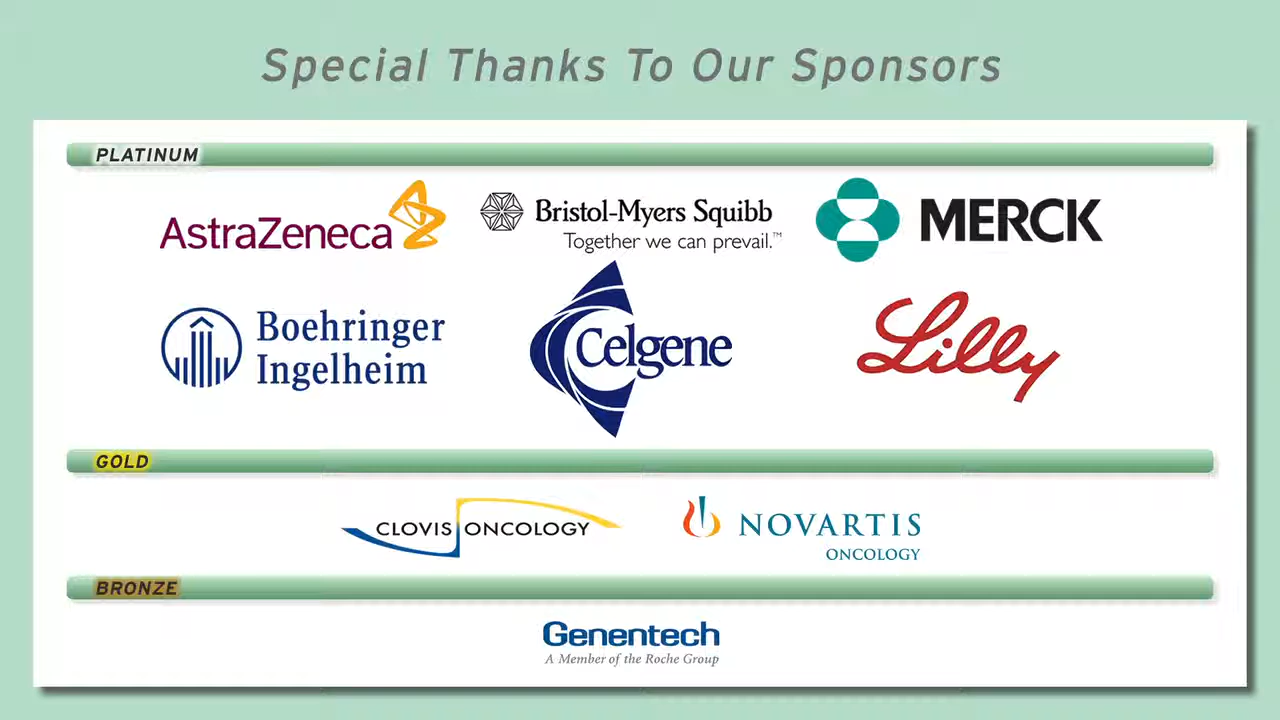 Special Thanks To Our Sponsors
PLATINUM
AstraZeneca
Bristol-Myers Squibb
Together we can prevail.™
MERCK
Boehringer
Ingelheim
Celgene
Lilly
GOLD
CLOVIS ONCOLOGY
NOVARTIS
ONCOLOGY
BRONZE
Genentech
A Member of the Roche Group